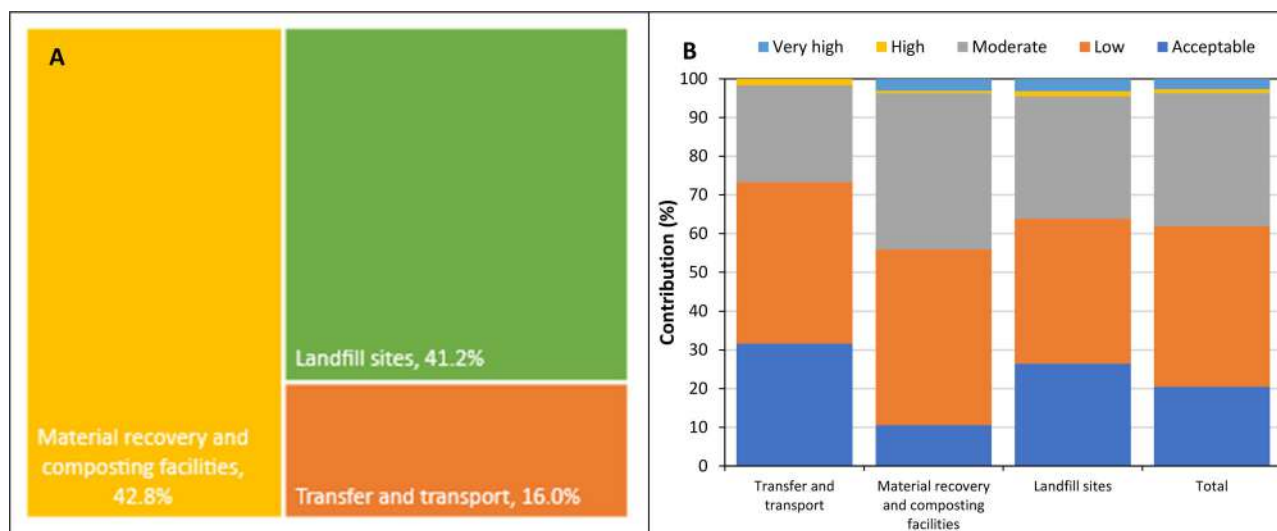 A
Landfill sites, 41.2%
Material recovery and
composting facilities,
42.8%
Transfer and transport, 16.0%
B
Very high High Moderate Low Acceptable
Contribution (%)
100
90
80
70
60
50
40
30
20
10
0
Transfer and
transport
Material recovery
and composting
facilities
Landfill sites
Total